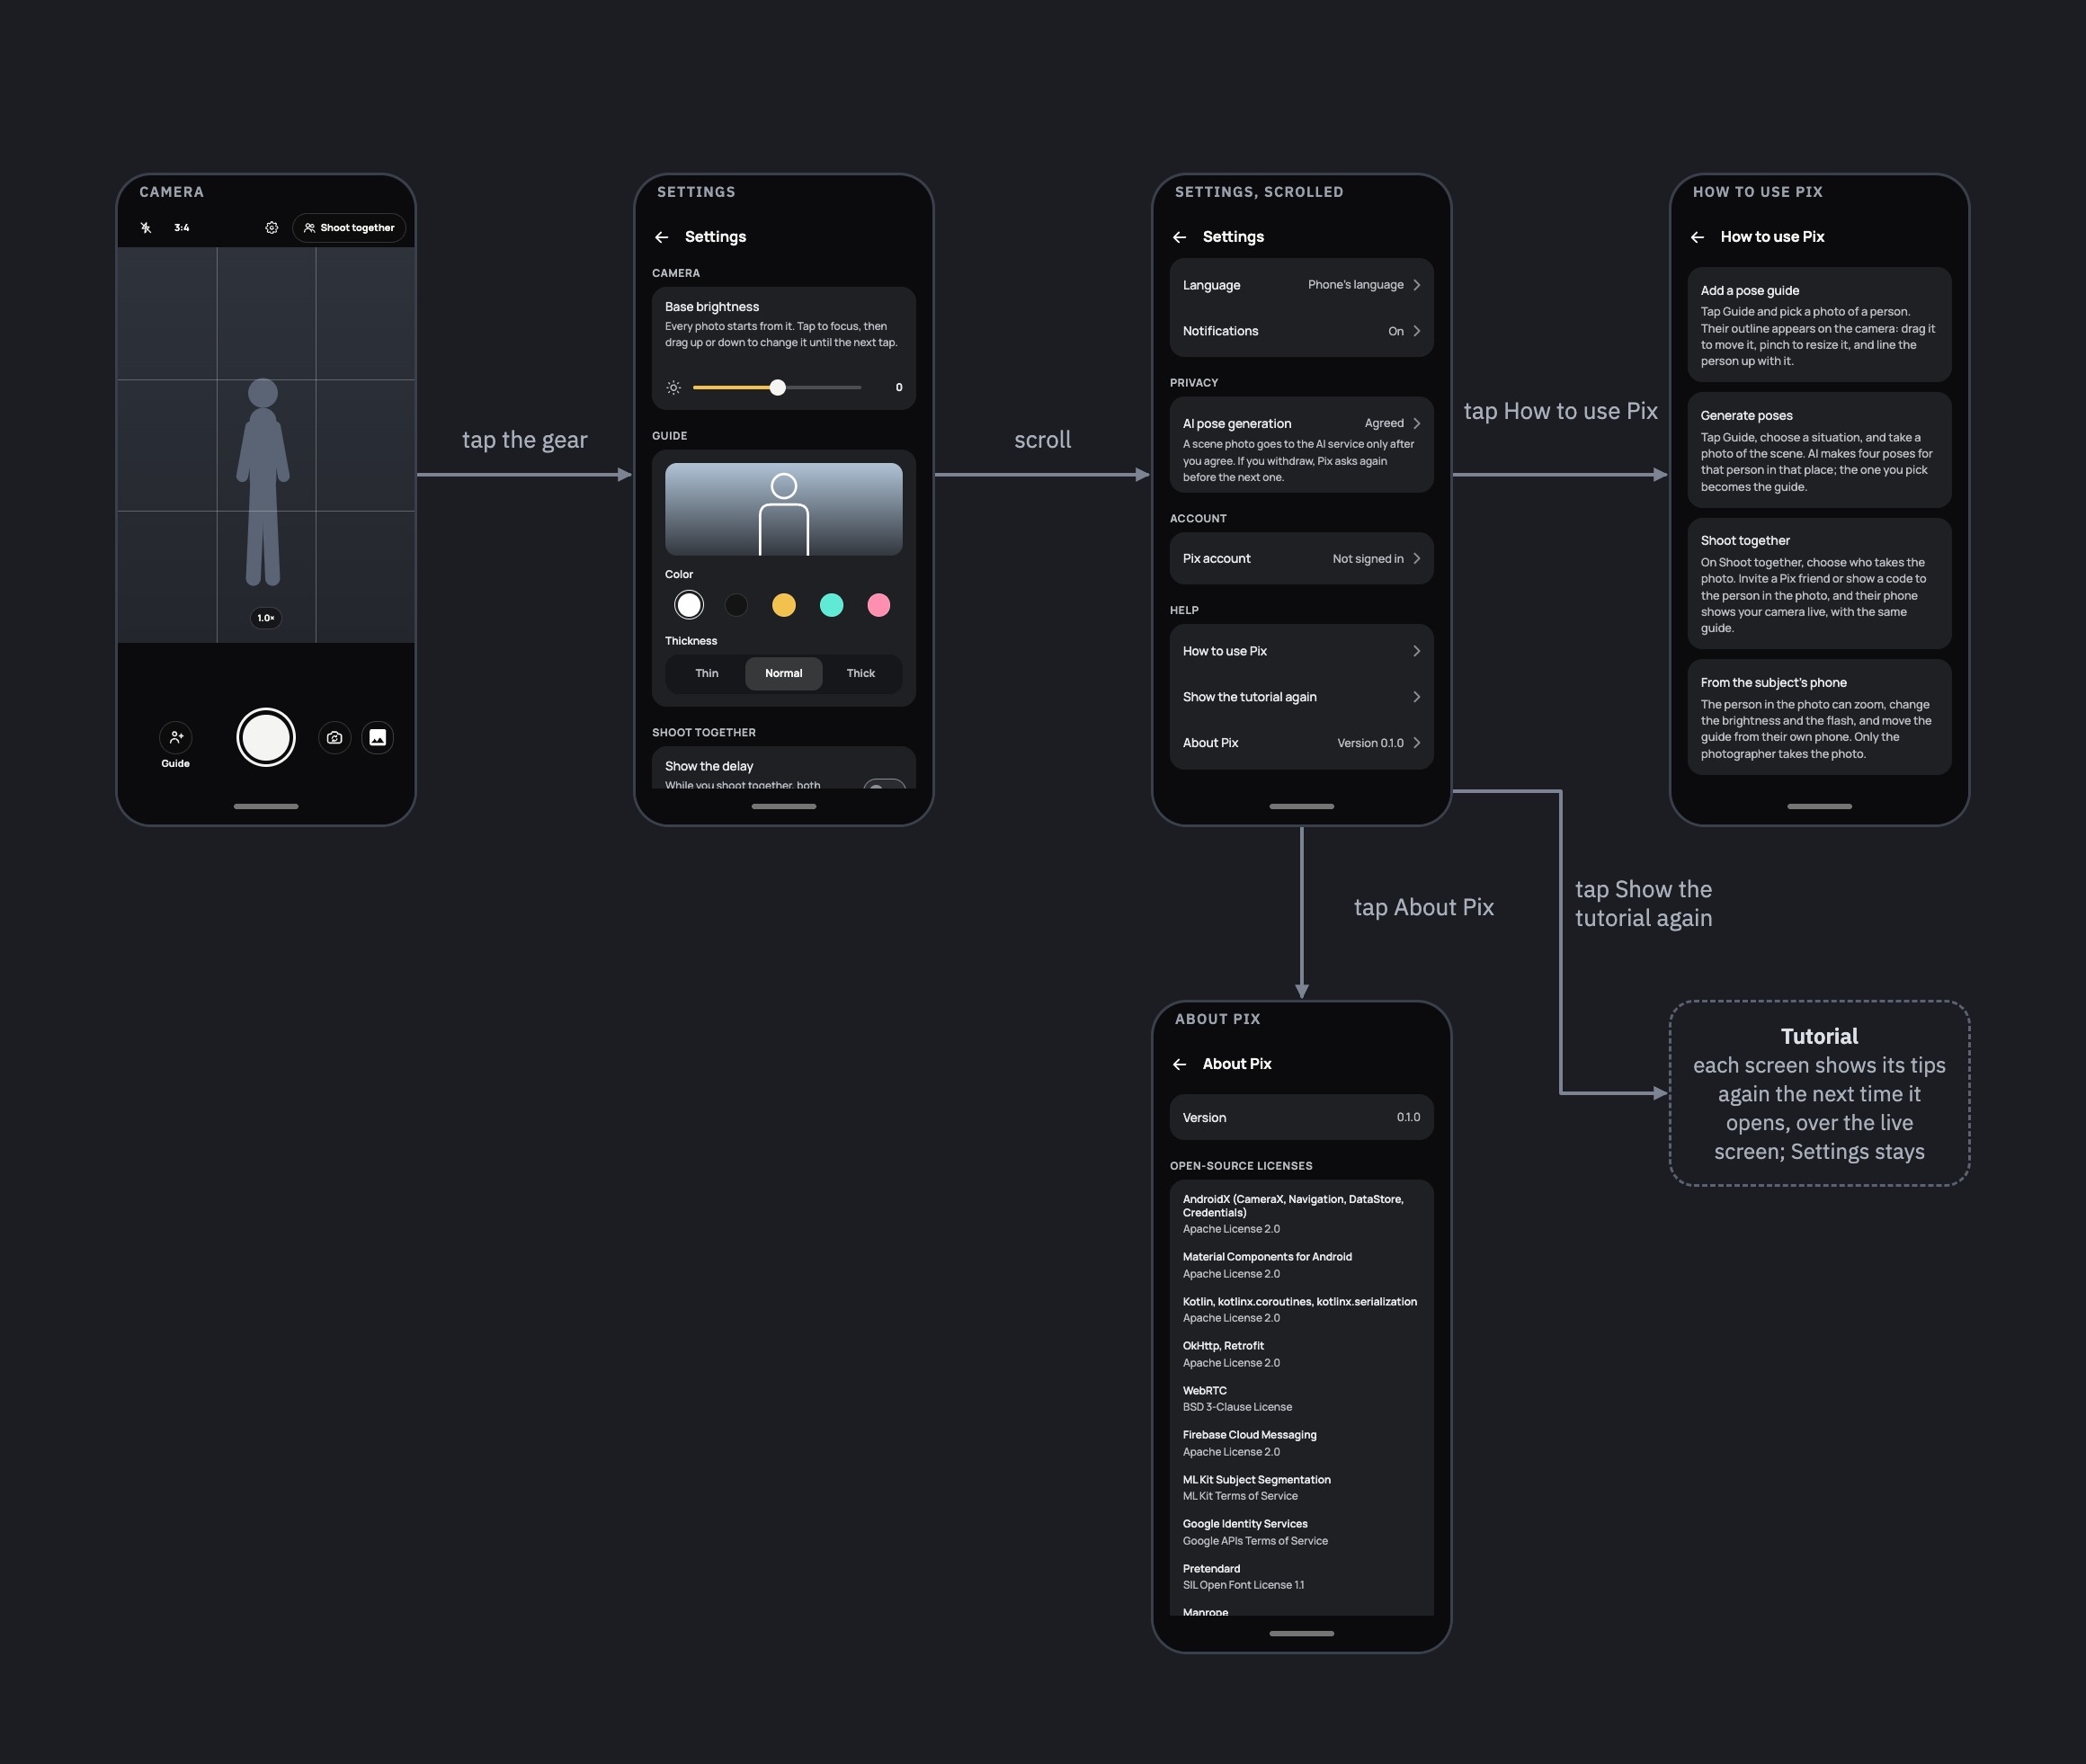 CAMERA
3:4
Shoot together
1.0×
Guide
tap the gear
SETTINGS
Settings
CAMERA
Base brightness
Every photo starts from it. Tap to focus, then
drag up or down to change it until the next tap.
0
GUIDE
Color
Thickness
Thin
Normal
Thick
SHOOT TOGETHER
Show the delay
While you shoot together, both
scroll
SETTINGS, SCROLLED
Settings
Language
Phone's language
Notifications
On
PRIVACY
AI pose generation
Agreed
A scene photo goes to the AI service only after
you agree. If you withdraw, Pix asks again
before the next one.
ACCOUNT
Pix account
Not signed in
HELP
How to use Pix
Show the tutorial again
About Pix
Version 0.1.0
tap How to use Pix
HOW TO USE PIX
How to use Pix
Add a pose guide
Tap Guide and pick a photo of a person.
Their outline appears on the camera: drag it
to move it, pinch to resize it, and line the
person up with it.
Generate poses
Tap Guide, choose a situation, and take a
photo of the scene. AI makes four poses for
that person in that place; the one you pick
becomes the guide.
Shoot together
On Shoot together, choose who takes the
photo. Invite a Pix friend or show a code to
the person in the photo, and their phone
shows your camera live, with the same
guide.
From the subject's phone
The person in the photo can zoom, change
the brightness and the flash, and move the
guide from their own phone. Only the
photographer takes the photo.
tap About Pix
tap Show the
tutorial again
ABOUT PIX
About Pix
Version
0.1.0
OPEN-SOURCE LICENSES
AndroidX (CameraX, Navigation, DataStore,
Credentials)
Apache License 2.0
Material Components for Android
Apache License 2.0
Kotlin, kotlinx.coroutines, kotlinx.serialization
Apache License 2.0
OkHttp, Retrofit
Apache License 2.0
WebRTC
BSD 3-Clause License
Firebase Cloud Messaging
Apache License 2.0
ML Kit Subject Segmentation
ML Kit Terms of Service
Google Identity Services
Google APIs Terms of Service
Pretendard
SIL Open Font License 1.1
Manrope
Tutorial
each screen shows its tips
again the next time it
opens, over the live
screen; Settings stays